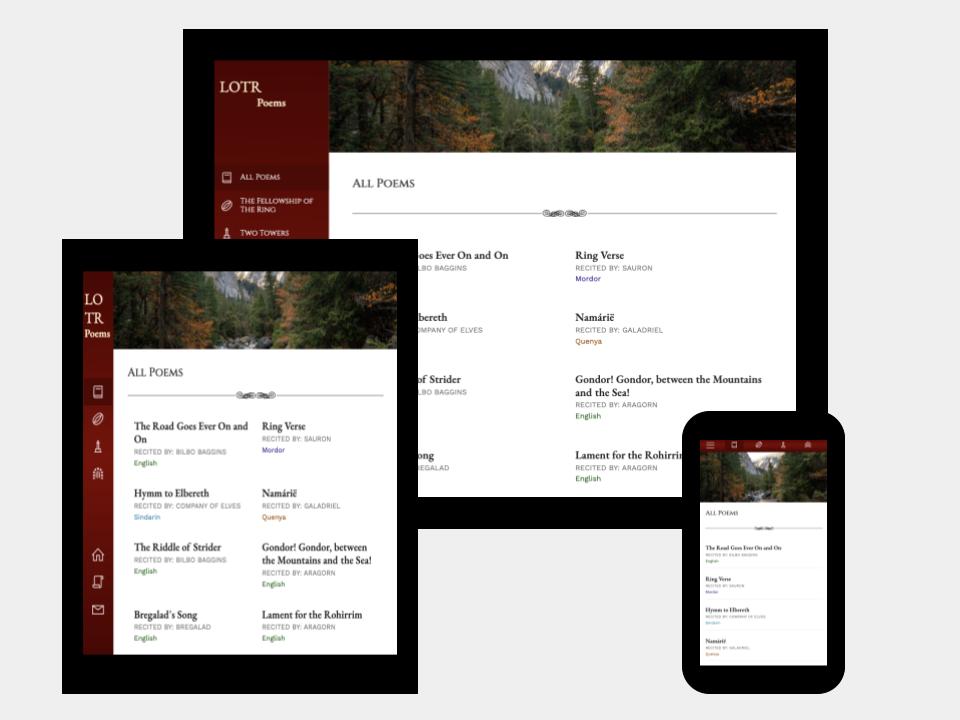 LOTR
Poems
All Poems
The Fellowship of
The Ring
Two Towers
All Poems
oes Ever On and On
LBO BAGGINS
Ring Verse
RECITED BY: SAURON
Mordor
bereth
OMPANY OF ELVES
Namárië
RECITED BY: GALADRIEL
Quenya
of Strider
LBO BAGGINS
Gondor! Gondor, between the Mountains
and the Sea!
RECITED BY: ARAGORN
English
ong
REGALAD
Lament for the Rohirrim
RECITED BY: ARAGORN
English
LO
TR
Poems
All Poems
The Road Goes Ever On and
On
RECITED BY: BILBO BAGGINS
English
Ring Verse
RECITED BY: SAURON
Mordor
Hymm to Elbereth
RECITED BY: COMPANY OF ELVES
Sindarin
Namárië
RECITED BY: GALADRIEL
Quenya
The Riddle of Strider
RECITED BY: BILBO BAGGINS
English
Gondor! Gondor, between
the Mountains and the Sea!
RECITED BY: ARAGORN
English
Bregalad's Song
RECITED BY: BREGALAD
English
Lament for the Rohirrim
RECITED BY: ARAGORN
English
All Poems
The Road Goes Ever On and On
RECITED BY: BILBO BAGGINS
English
Ring Verse
RECITED BY: SAURON
Mordor
Hymm to Elbereth
RECITED BY: COMPANY OF ELVES
Sindarin
Namárië
RECITED BY: GALADRIEL
Quenya